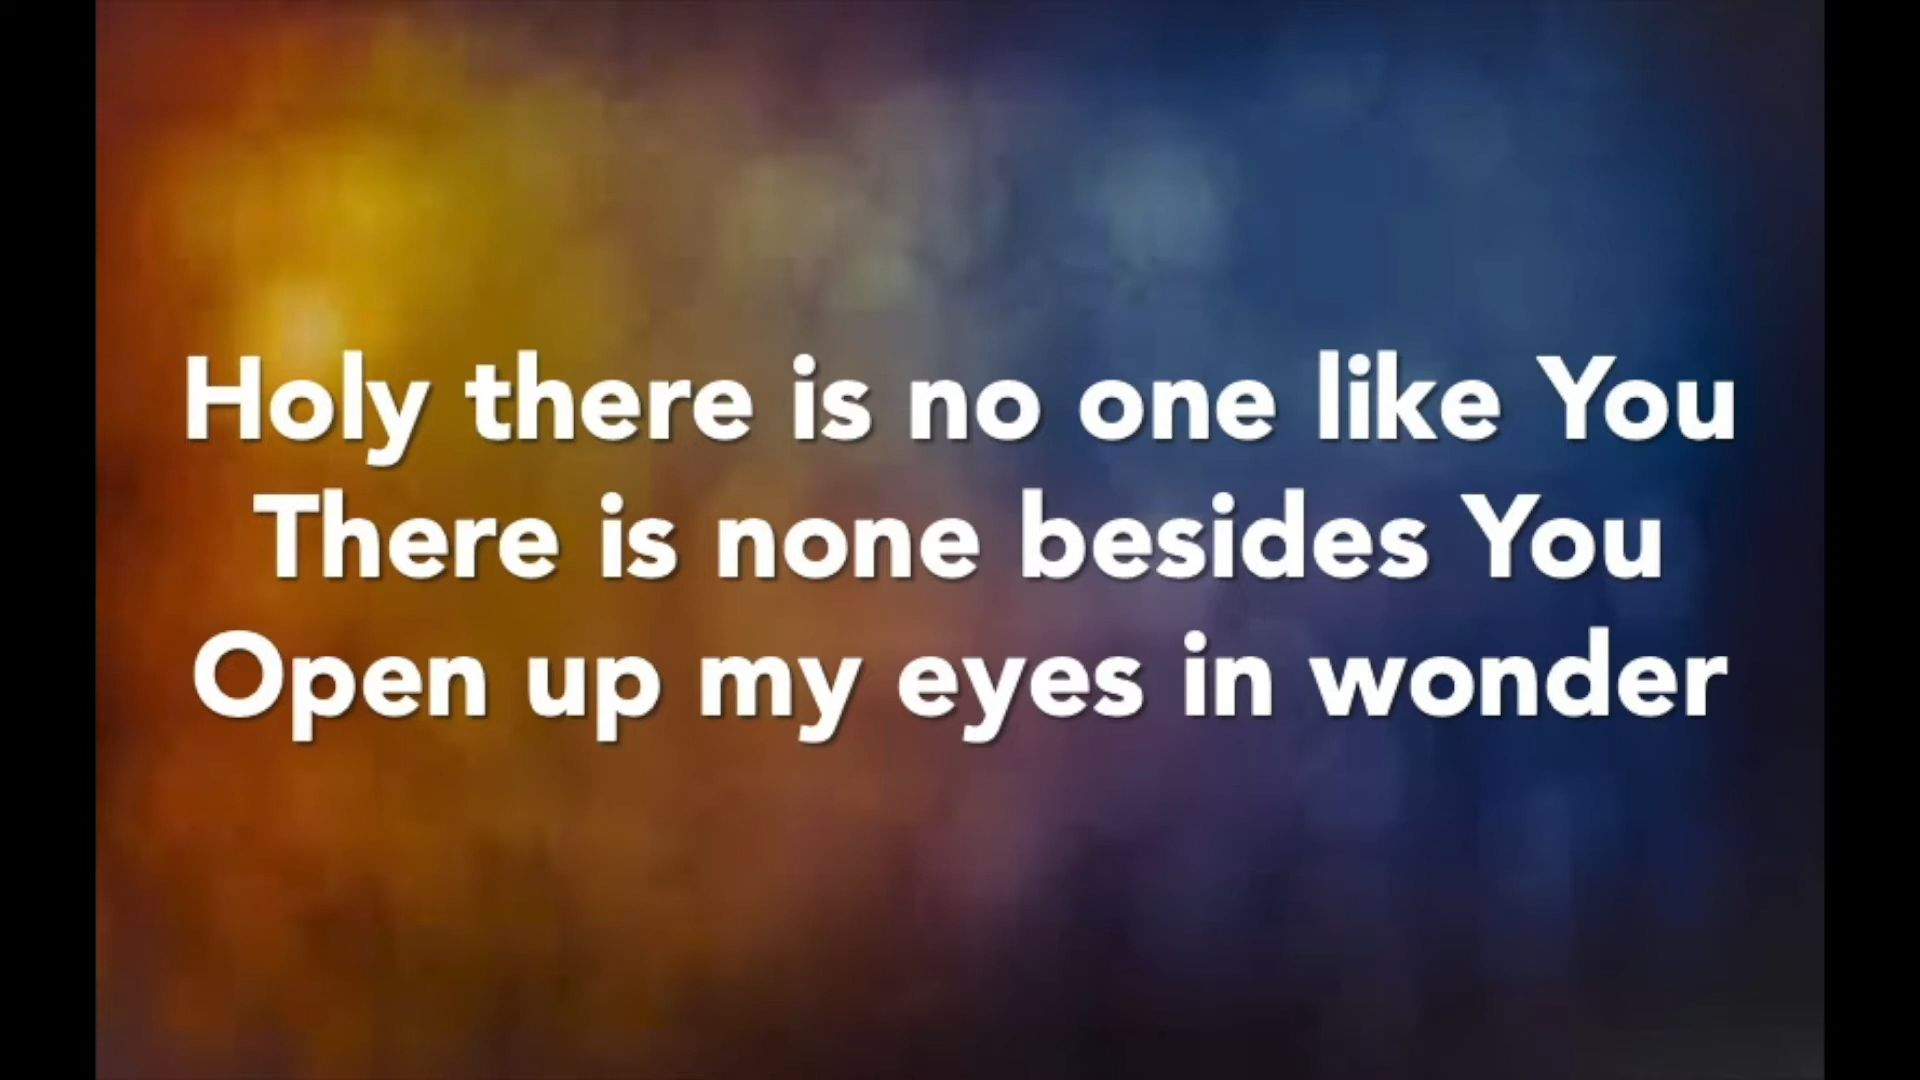 Holy there is no one like You
There is none besides You
Open up my eyes in wonder